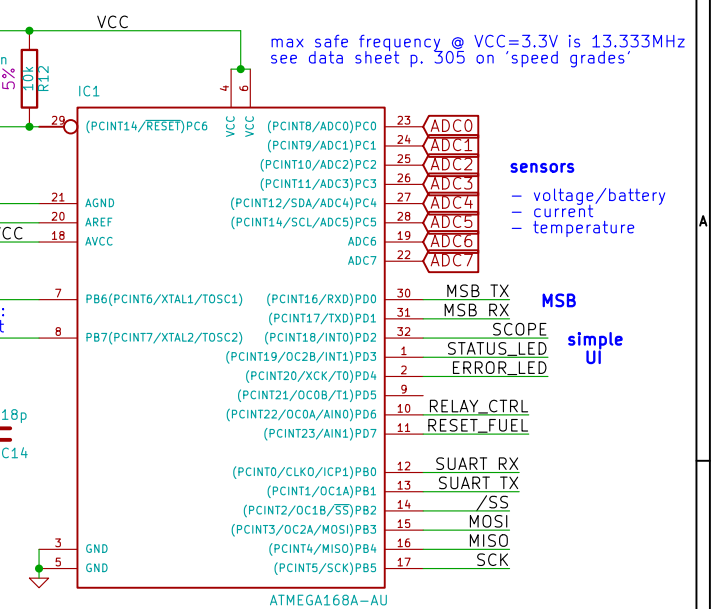 VCC
max safe frequency @ VCC=3.3V is 13.333MHz
see data sheet p. 305 on 'speed grades'
n
5%
10k
R12
IC1
4
6
VCC
VCC
29
(PCINT14/RESET)PC6
21
AGND
20
AREF
VCC
18
AVCC
7
PB6(PCINT6/XTAL1/TOSC1)
:
t
8
PB7(PCINT7/XTAL2/TOSC2)
18p
C14
3
GND
5
GND
(PCINT8/ADC0)PC0 23 ADC0
(PCINT9/ADC1)PC1 24 ADC1
(PCINT10/ADC2)PC2 25 ADC2
(PCINT11/ADC3)PC3 26 ADC3
(PCINT12/SDA/ADC4)PC4 27 ADC4
(PCINT14/SCL/ADC5)PC5 28 ADC5
ADC6 19 ADC6
ADC7 22 ADC7
sensors
– voltage/battery
– current
– temperature
A
(PCINT16/RXD)PD0 30 MSB TX
(PCINT17/TXD)PD1 31 MSB RX
MSB
(PCINT18/INT0)PD2 32 SCOPE
(PCINT19/OC2B/INT1)PD3 1 STATUS_LED
(PCINT20/XCK/T0)PD4 2 ERROR_LED
simple
UI
(PCINT21/OC0B/T1)PD5 9
(PCINT22/OC0A/AIN0)PD6 10 RELAY_CTRL
(PCINT23/AIN1)PD7 11 RESET_FUEL
(PCINT0/CLKO/ICP1)PB0 12 SUART RX
(PCINT1/OC1A)PB1 13 SUART TX
(PCINT2/OC1B/SS)PB2 14 /SS
(PCINT3/OC2A/MOSI)PB3 15 MOSI
(PCINT4/MISO)PB4 16 MISO
(PCINT5/SCK)PB5 17 SCK
ATMEGA168A-AU